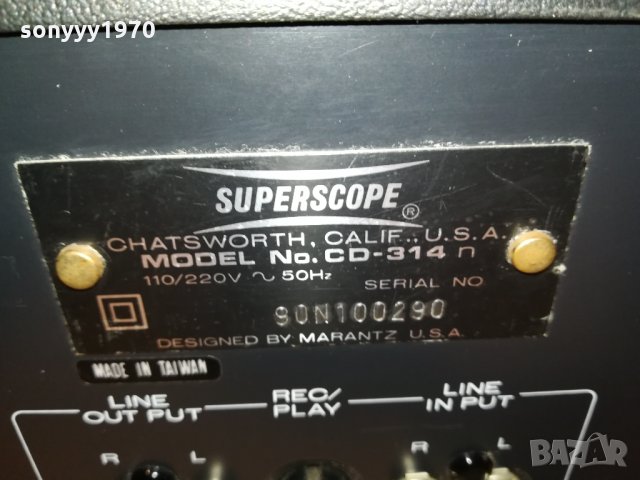 sonyyy1970
SUPERSCOPE ®
CHATSWORTH, CALIF., U.S.A.
MODEL No. CD-314 n
110/220V ~ 50Hz
SERIAL NO
90N100290
DESIGNED BY MARANTZ U.S.A.
MADE IN TAIWAN
LINE OUT PUT
REC/PLAY
LINE IN PUT
R L
R L
BAZAR